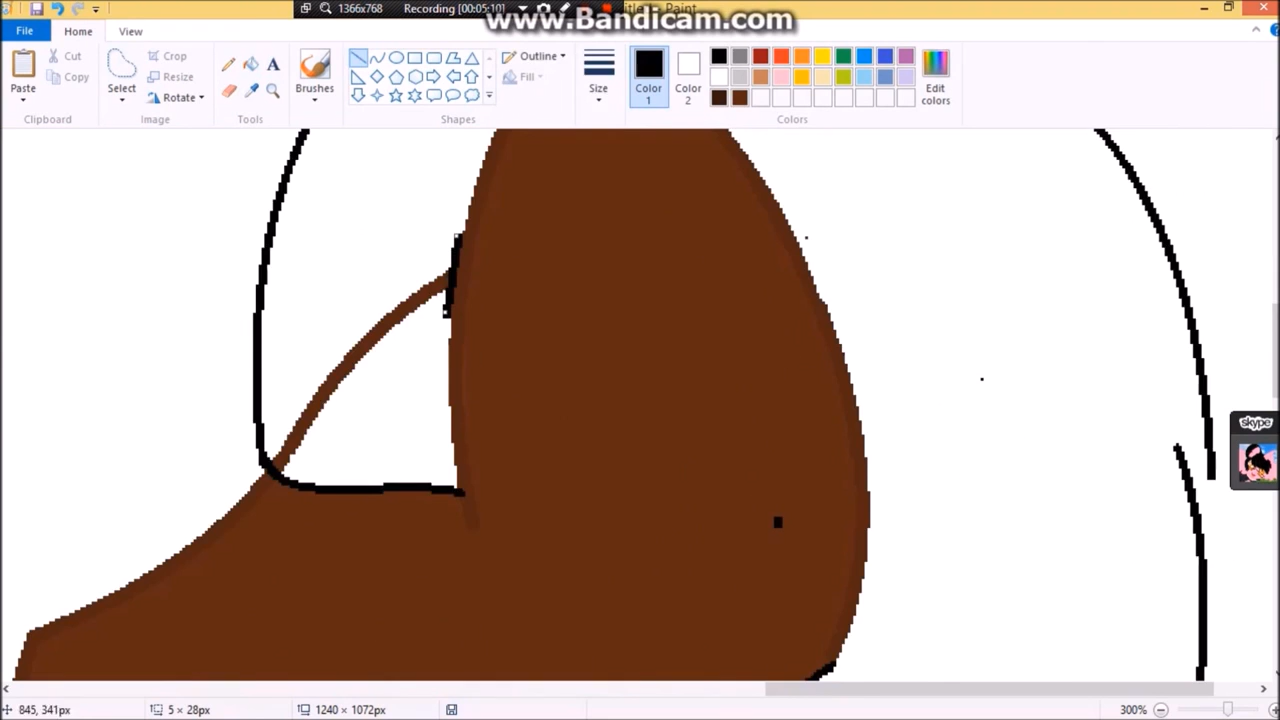 1366x768 Recording [00:05:10]
www.Bandicam.com
File Home View
Paste
Cut
Copy
Clipboard
Select
Crop
Resize
Rotate
Image
A
Tools
Brushes
Outline
Fill
Shapes
Size
Color 1
Color 2
Edit colors
Colors
skype
845, 341px 5 × 28px 1240 × 1072px 300%